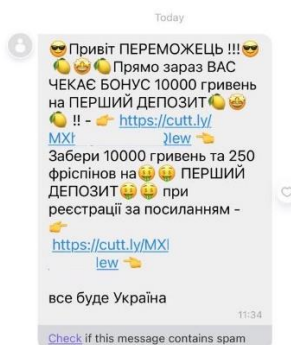 Today
😎Привіт ПЕРЕМОЖЕЦЬ !!!😎
🍋🤩🍋Прямо зараз ВАС
ЧЕКАЄ БОНУС 10000 гривень
на ПЕРШИЙ ДЕПОЗИТ🍋🤩
🍋 !! - 👉 https://cutt.ly/
MXl lew 👈
Забери 10000 гривень та 250
фріспінов на🤑🤑 ПЕРШИЙ
ДЕПОЗИТ🤑🤑 при
реєстрації за посиланням -
👉
https://cutt.ly/MXl
lew 👈
все буде Україна
11:34
Check if this message contains spam